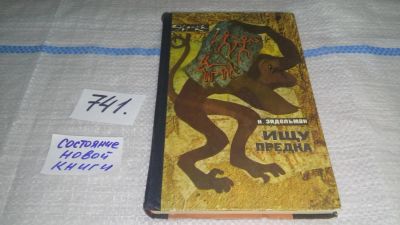 741.
СОСТОЯНИЕ
НОВОЙ
КНИГИ
Н. ЭЙДЕЛЬМАН
ИЩУ
ПРЕДКА